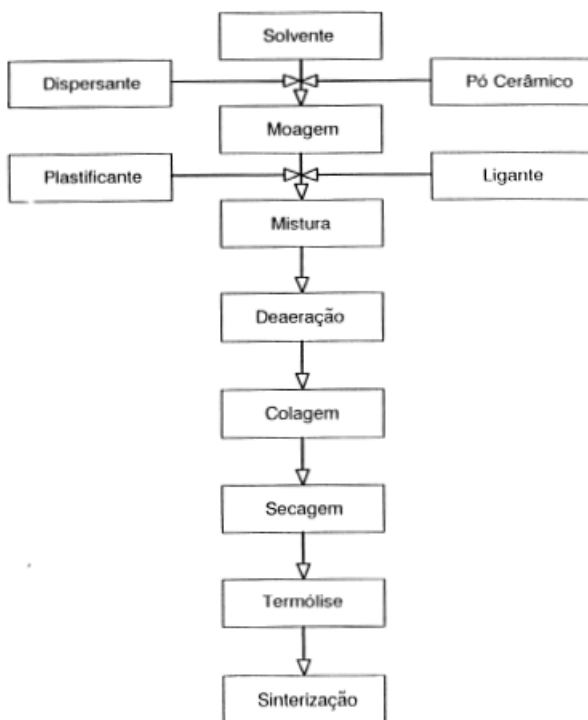 Solvente
Dispersante
Pó Cerâmico
Moagem
Plastificante
Ligante
Mistura
Deaeração
Colagem
Secagem
Termólise
Sinterização